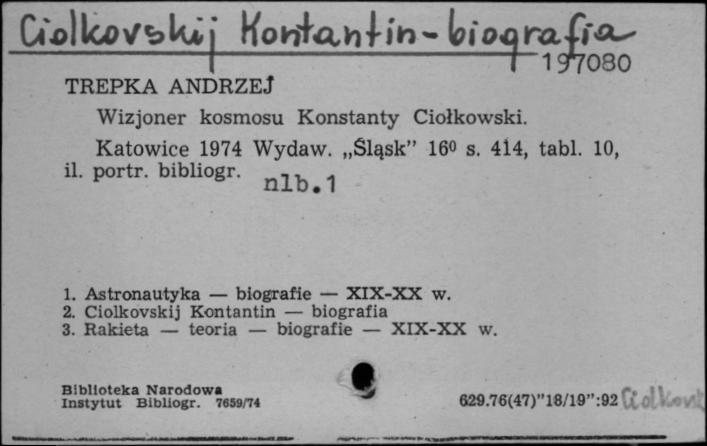 Ciolkovskij Kontantin - biografia
197080
TREPKA ANDRZEJ
Wizjoner kosmosu Konstanty Ciołkowski.
Katowice 1974 Wydaw. „Śląsk” 16⁰ s. 414, tabl. 10,
il. portr. bibliogr. nlb.1
1. Astronautyka — biografie — XIX-XX w.
2. Ciolkovskij Kontantin — biografia
3. Rakieta — teoria — biografie — XIX-XX w.
Biblioteka Narodowa
Instytut Bibliogr. 7659/74 629.76(47)”18/19”:92 Ciolkont